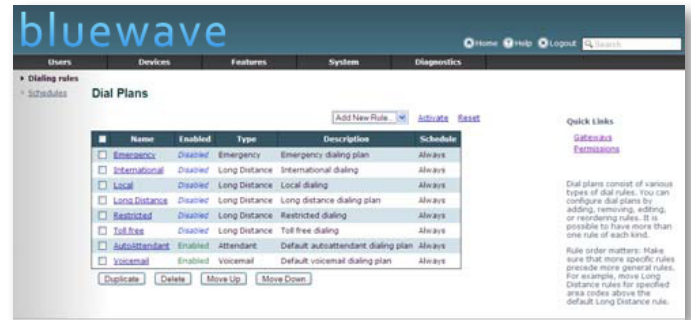 bluewave
Home Help Logout Search
Users Devices Features System Diagnostics
Dialing rules
Schedules
Dial Plans
Add New Rule... Activate Reset
Name Enabled Type Description Schedule
Emergency Disabled Emergency Emergency dialing plan Always
International Disabled Long Distance International dialing Always
Local Disabled Long Distance Local dialing Always
Long Distance Disabled Long Distance Long distance dialing plan Always
Restricted Disabled Long Distance Restricted dialing Always
Toll free Disabled Long Distance Toll free dialing Always
AutoAttendant Enabled Attendant Default autoattendant dialing plan Always
Voicemail Enabled Voicemail Default voicemail dialing plan Always
Duplicate Delete Move Up Move Down
Quick Links
Gateways
Permissions
Dial plans consist of various
types of dial rules. You can
configure dial plans by
adding, removing, editing,
or reordering rules. It is
possible to have more than
one rule of each kind.
Rule order matters: Make
sure that more specific rules
precede more general rules.
For example, move Long
Distance rules for specified
area codes above the
default Long Distance rule.